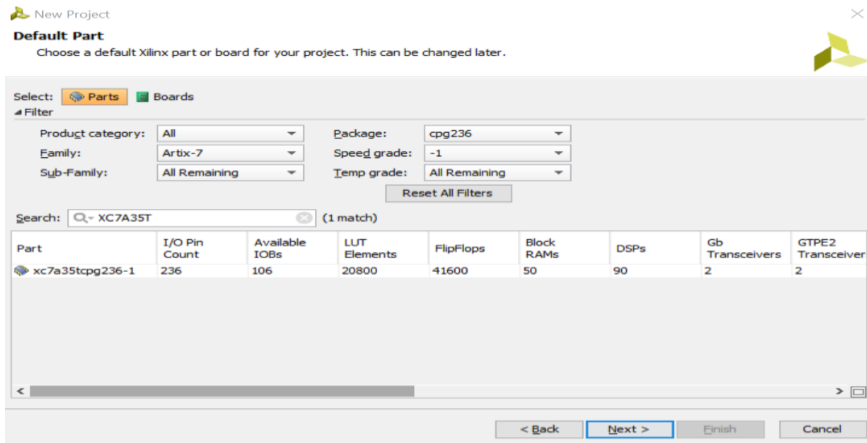 New Project
Default Part
Choose a default Xilinx part or board for your project. This can be changed later.
Select: Parts Boards
Filter
Product category: All Package: cpg236
Family: Artix-7 Speed grade: -1
Sub-Family: All Remaining Temp grade: All Remaining
Reset All Filters
Search: XC7A35T (1 match)
Part I/O Pin Count Available IOBs LUT Elements FlipFlops Block RAMs DSPs Gb Transceivers GTPE2 Transceiver
xc7a35tcpg236-1 236 106 20800 41600 50 90 2 2
< Back Next > Finish Cancel